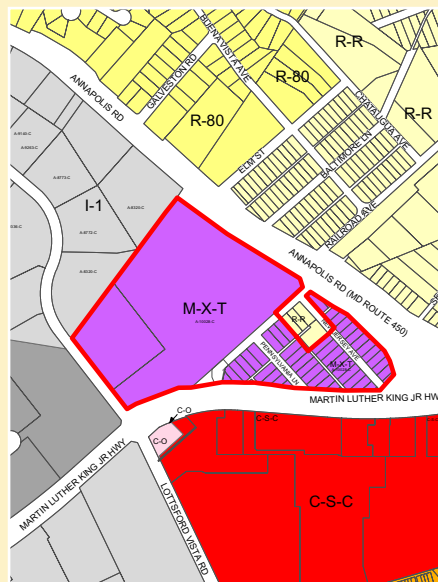 BUENA VISTA AVE
R-R
GALVESTON RD
R-80
ANNAPOLIS RD
CHATAUGUA AVE
R-R
R-80
BALTIMORE LN
ELM ST
I-1
RAILROAD AVE
ANNAPOLIS RD (MD ROUTE 450)
M-X-T
R-R
PENNSYLVANIA LN
M-X-T
MARTIN LUTHER KING JR HW
C-O
C-O
C-S-C
MARTIN LUTHER KING JR HWY
C-S-C
LOTTSFORD VISTA RD